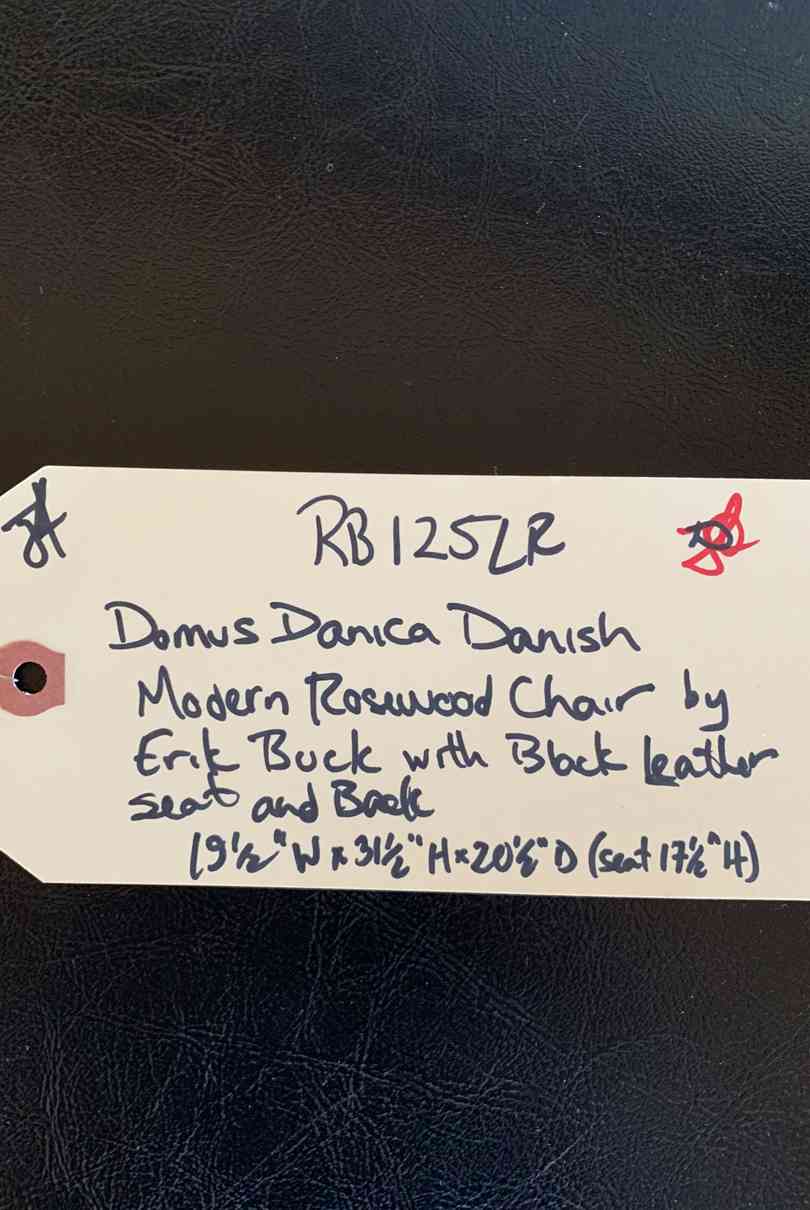 RB125LR
Domus Danica Danish
Modern Rosewood Chair by
Erik Buck with Black Leather
seat and Back
19½" W x 31½" H x 20½" D (seat 17½" H)